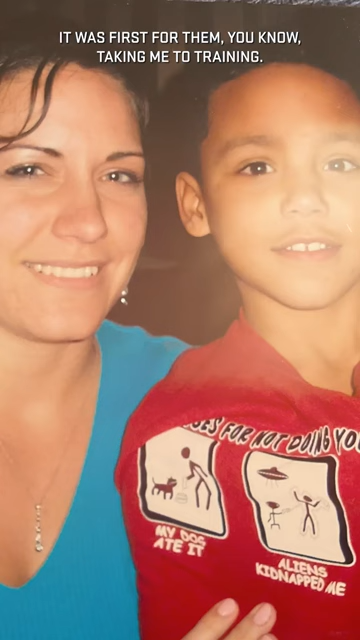 IT WAS FIRST FOR THEM, YOU KNOW,
TAKING ME TO TRAINING.
FOR NOT DOING
MY DOG
ATE IT
ALIENS
KIDNAPPED ME